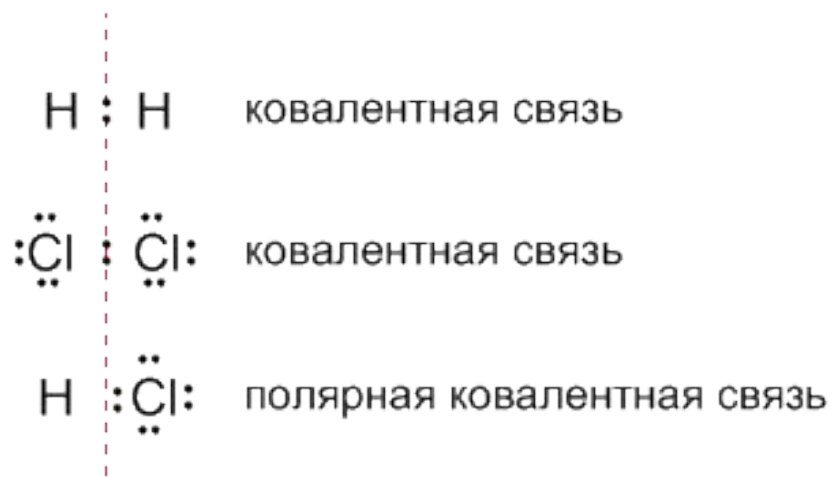 H : H ковалентная связь
:Cl : Cl: ковалентная связь
H :Cl: полярная ковалентная связь